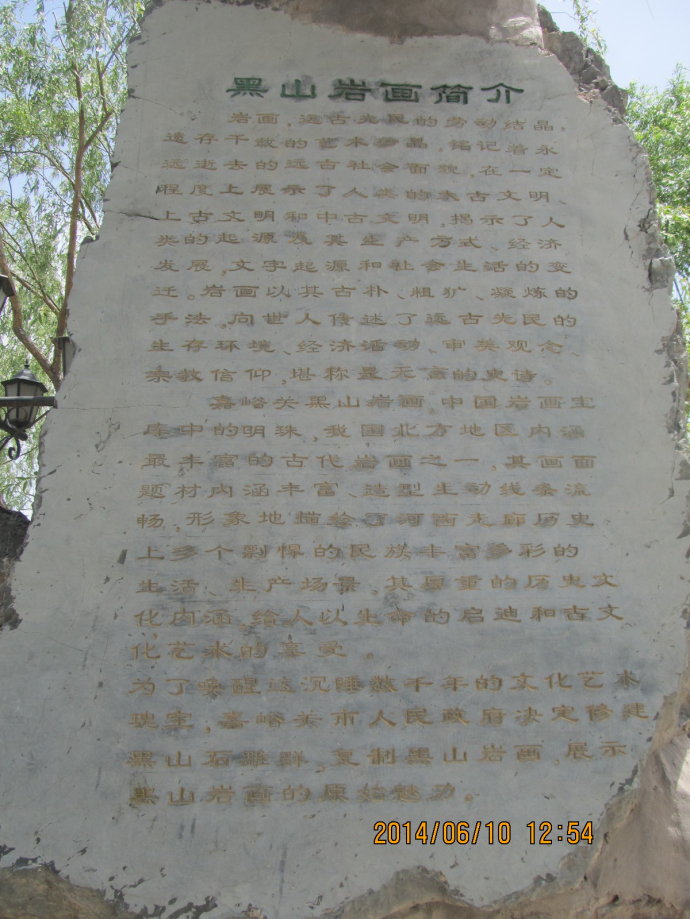 黑山岩画简介
岩画,远古先民的劳动结晶,
遗存千载的艺术梦晶,铭记着永
远逝去的远古社会面貌,在一定
程度上展示了人类的太古文明、
上古文明和中古文明,揭示了人
类的起源及其生产方式、经济
发展,文字起源和社会生活的变
迁。岩画以其古朴、粗犷、凝炼的
手法,向世人传述了远古先民的
生存环境、经济活动、审美观念、
宗教信仰,堪称是无言的史诗。
嘉峪关黑山岩画,中国岩画宝
库中的明珠,我国北方地区内涵
最丰富的古代岩画之一,其画面
题材内涵丰富、造型生动线条流
畅,形象地描绘了河西走廊历史
上多个剽悍的民族丰富多彩的
生活、生产场景,其厚重的历史文
化内涵,给人以生命的启迪和古文
化艺术的享受。
为了唤醒这沉睡数千年的文化艺术
瑰宝,嘉峪关市人民政府决定修建
黑山石雕群,复制黑山岩画,展示
黑山岩画的原始魅力。
2014/06/10 12:54